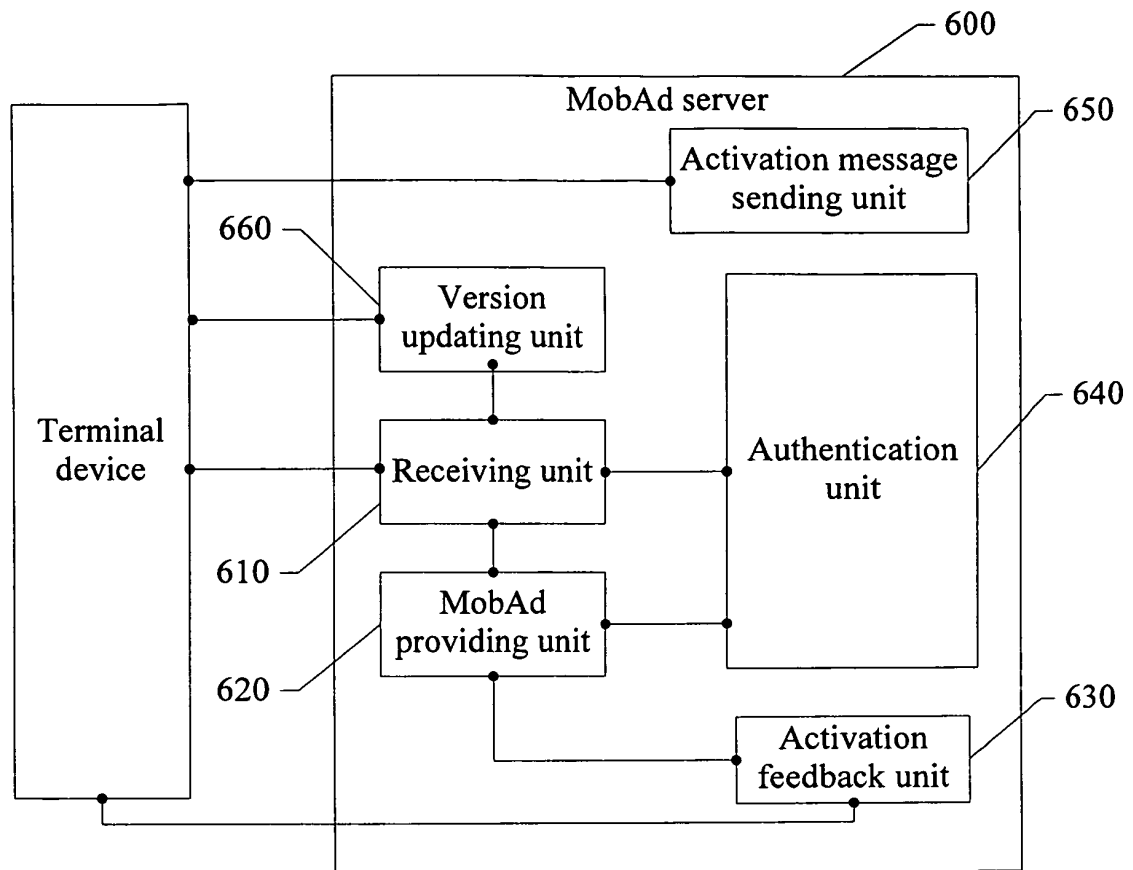 600
MobAd server
650
Activation message
sending unit
660
Version
updating unit
640
Terminal
device
Receiving unit
Authentication
unit
610
MobAd
providing unit
620
630
Activation
feedback unit